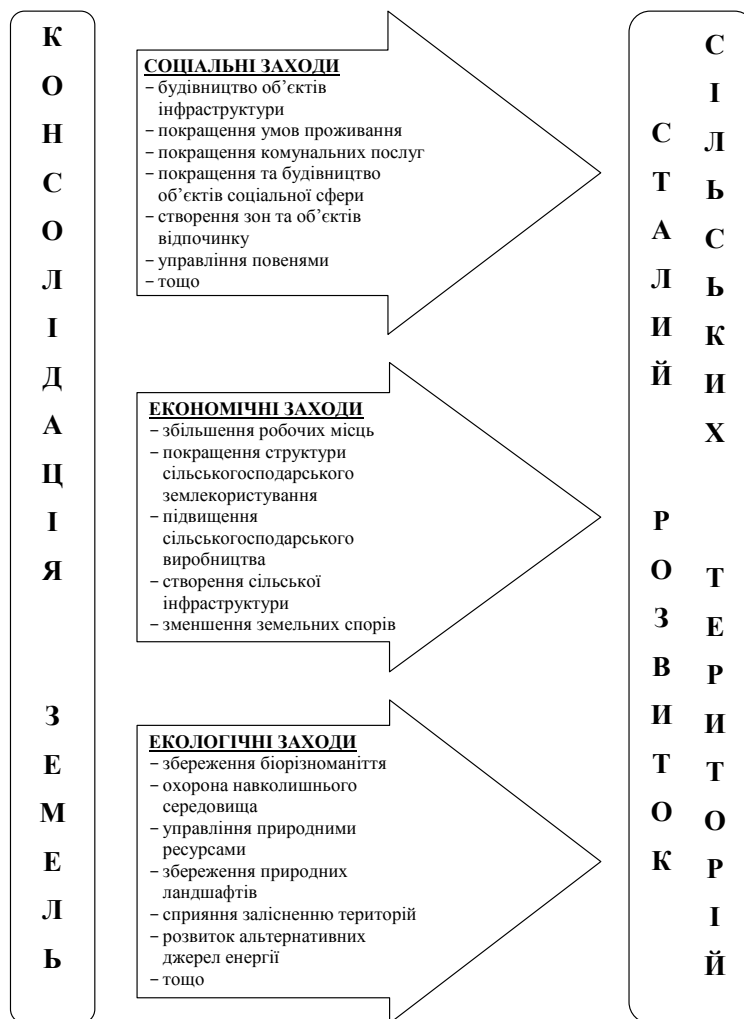 КОНСОЛІДАЦІЯ ЗЕМЕЛЬ
СОЦІАЛЬНІ ЗАХОДИ
− будівництво об’єктів
інфраструктури
− покращення умов проживання
− покращення комунальних послуг
− покращення та будівництво
об’єктів соціальної сфери
− створення зон та об’єктів
відпочинку
− управління повенями
− тощо
ЕКОНОМІЧНІ ЗАХОДИ
− збільшення робочих місць
− покращення структури
сільськогосподарського
землекористування
− підвищення
сільськогосподарського
виробництва
− створення сільської
інфраструктури
− зменшення земельних спорів
ЕКОЛОГІЧНІ ЗАХОДИ
− збереження біорізноманіття
− охорона навколишнього
середовища
− управління природними
ресурсами
− збереження природних
ландшафтів
− сприяння залісненню територій
− розвиток альтернативних
джерел енергії
− тощо
СТАЛИЙ РОЗВИТОК
СІЛЬСЬКИХ ТЕРИТОРІЙ